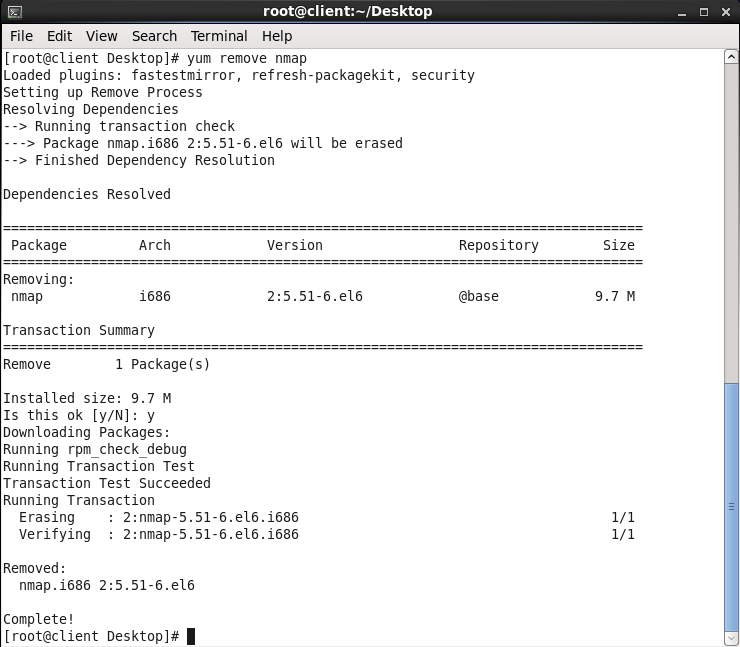 root@client:~/Desktop
File Edit View Search Terminal Help
[root@client Desktop]# yum remove nmap
Loaded plugins: fastestmirror, refresh-packagekit, security
Setting up Remove Process
Resolving Dependencies
--> Running transaction check
---> Package nmap.i686 2:5.51-6.el6 will be erased
--> Finished Dependency Resolution

Dependencies Resolved

================================================================================
 Package         Arch            Version                 Repository        Size
================================================================================
Removing:
 nmap            i686            2:5.51-6.el6            @base            9.7 M

Transaction Summary
================================================================================
Remove        1 Package(s)

Installed size: 9.7 M
Is this ok [y/N]: y
Downloading Packages:
Running rpm_check_debug
Running Transaction Test
Transaction Test Succeeded
Running Transaction
  Erasing    : 2:nmap-5.51-6.el6.i686                                       1/1
  Verifying  : 2:nmap-5.51-6.el6.i686                                       1/1

Removed:
  nmap.i686 2:5.51-6.el6

Complete!
[root@client Desktop]#